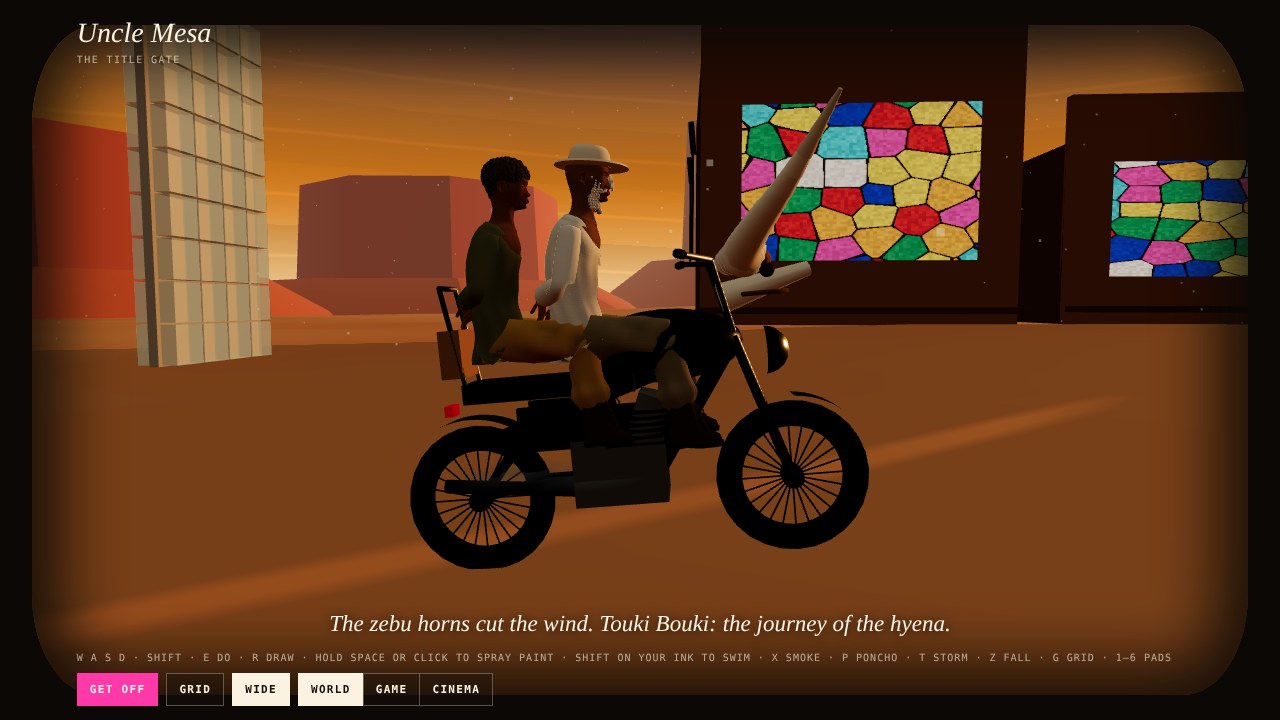 Uncle Mesa
THE TITLE GATE
The zebu horns cut the wind. Touki Bouki: the journey of the hyena.
W A S D · SHIFT · E DO · R DRAW · HOLD SPACE OR CLICK TO SPRAY PAINT · SHIFT ON YOUR INK TO SWIM · X SMOKE · P PONCHO · T STORM · Z FALL · G GRID · 1–6 PADS
GET OFF GRID WIDE WORLD GAME CINEMA